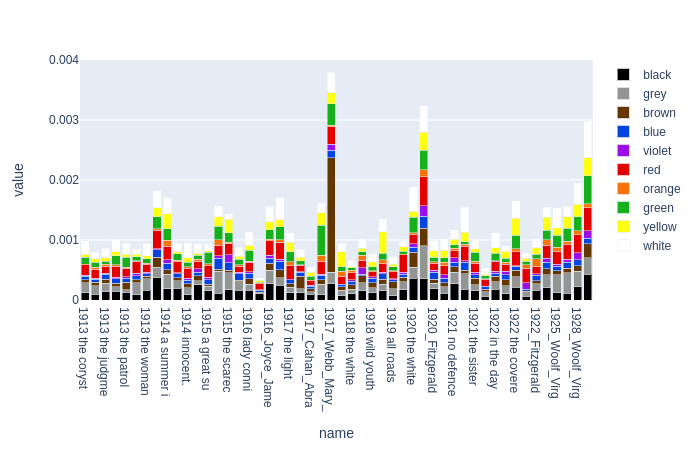 0.004
0.003
0.002
0.001
0
value
1913 the coryst
1913 the judgme
1913 the patrol
1913 the woman
1914 a summer i
1914 innocent.
1915 a great su
1915 the scarec
1916 lady conni
1916_Joyce_Jame
1917 the light
1917_Cahan_Abra
1917_Webb_Mary_
1918 the white
1918 wild youth
1919 all roads
1920 the white
1920_Fitzgerald
1921 no defence
1921 the sister
1922 in the day
1922 the covere
1922_Fitzgerald
1925_Woolf_Virg
1928_Woolf_Virg
name
black
grey
brown
blue
violet
red
orange
green
yellow
white